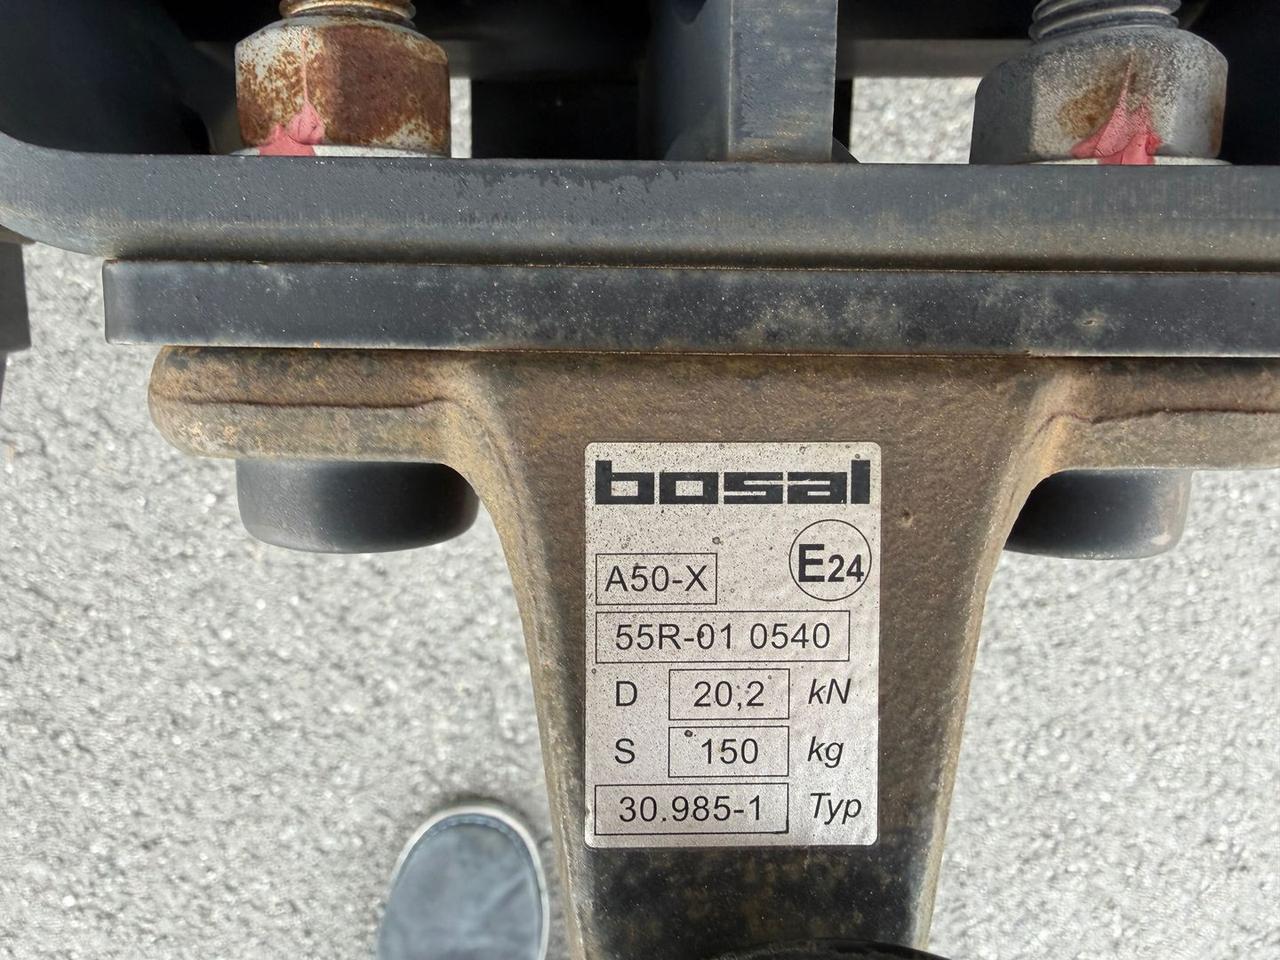 bosal
E24
A50-X
55R-01 0540
D 20,2 kN
S 150 kg
30.985-1 Typ